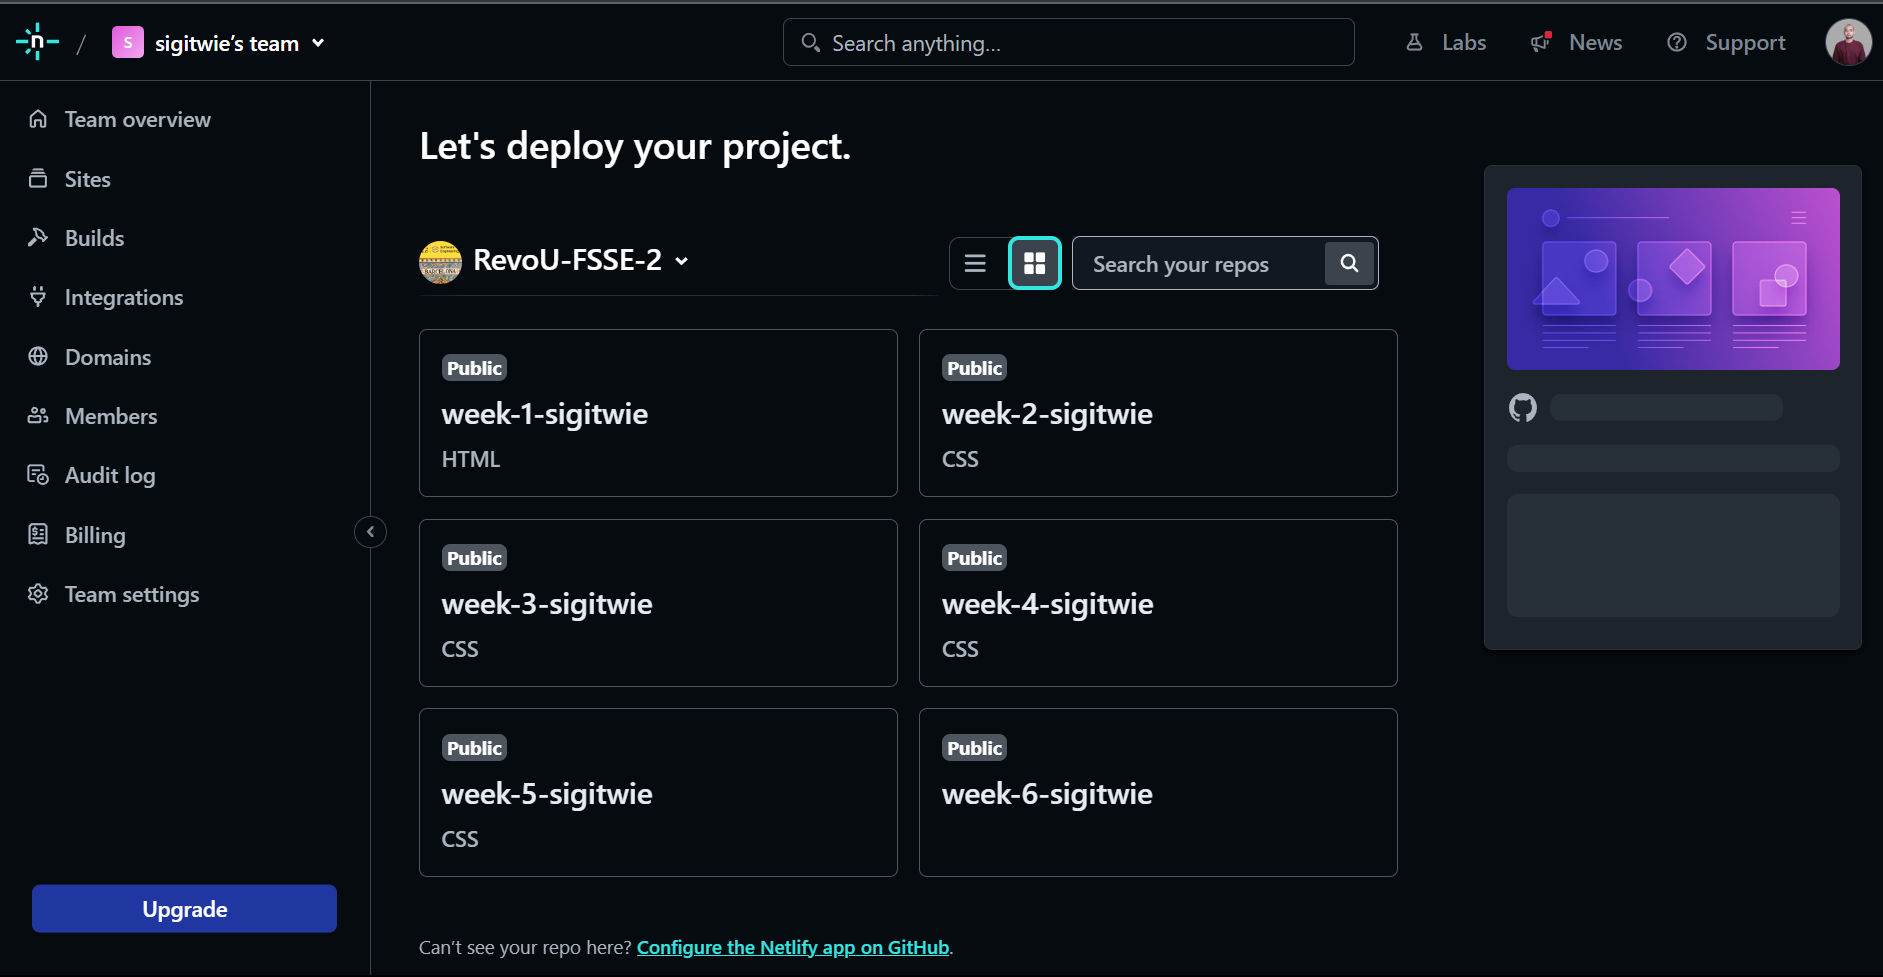 n / S sigitwie’s team
Search anything...
Labs
News
Support
Team overview
Sites
Builds
Integrations
Domains
Members
Audit log
Billing
Team settings
Upgrade
Let's deploy your project.
RevoU-FSSE-2
Search your repos
Public
week-1-sigitwie
HTML
Public
week-2-sigitwie
CSS
Public
week-3-sigitwie
CSS
Public
week-4-sigitwie
CSS
Public
week-5-sigitwie
CSS
Public
week-6-sigitwie
Can’t see your repo here? Configure the Netlify app on GitHub.